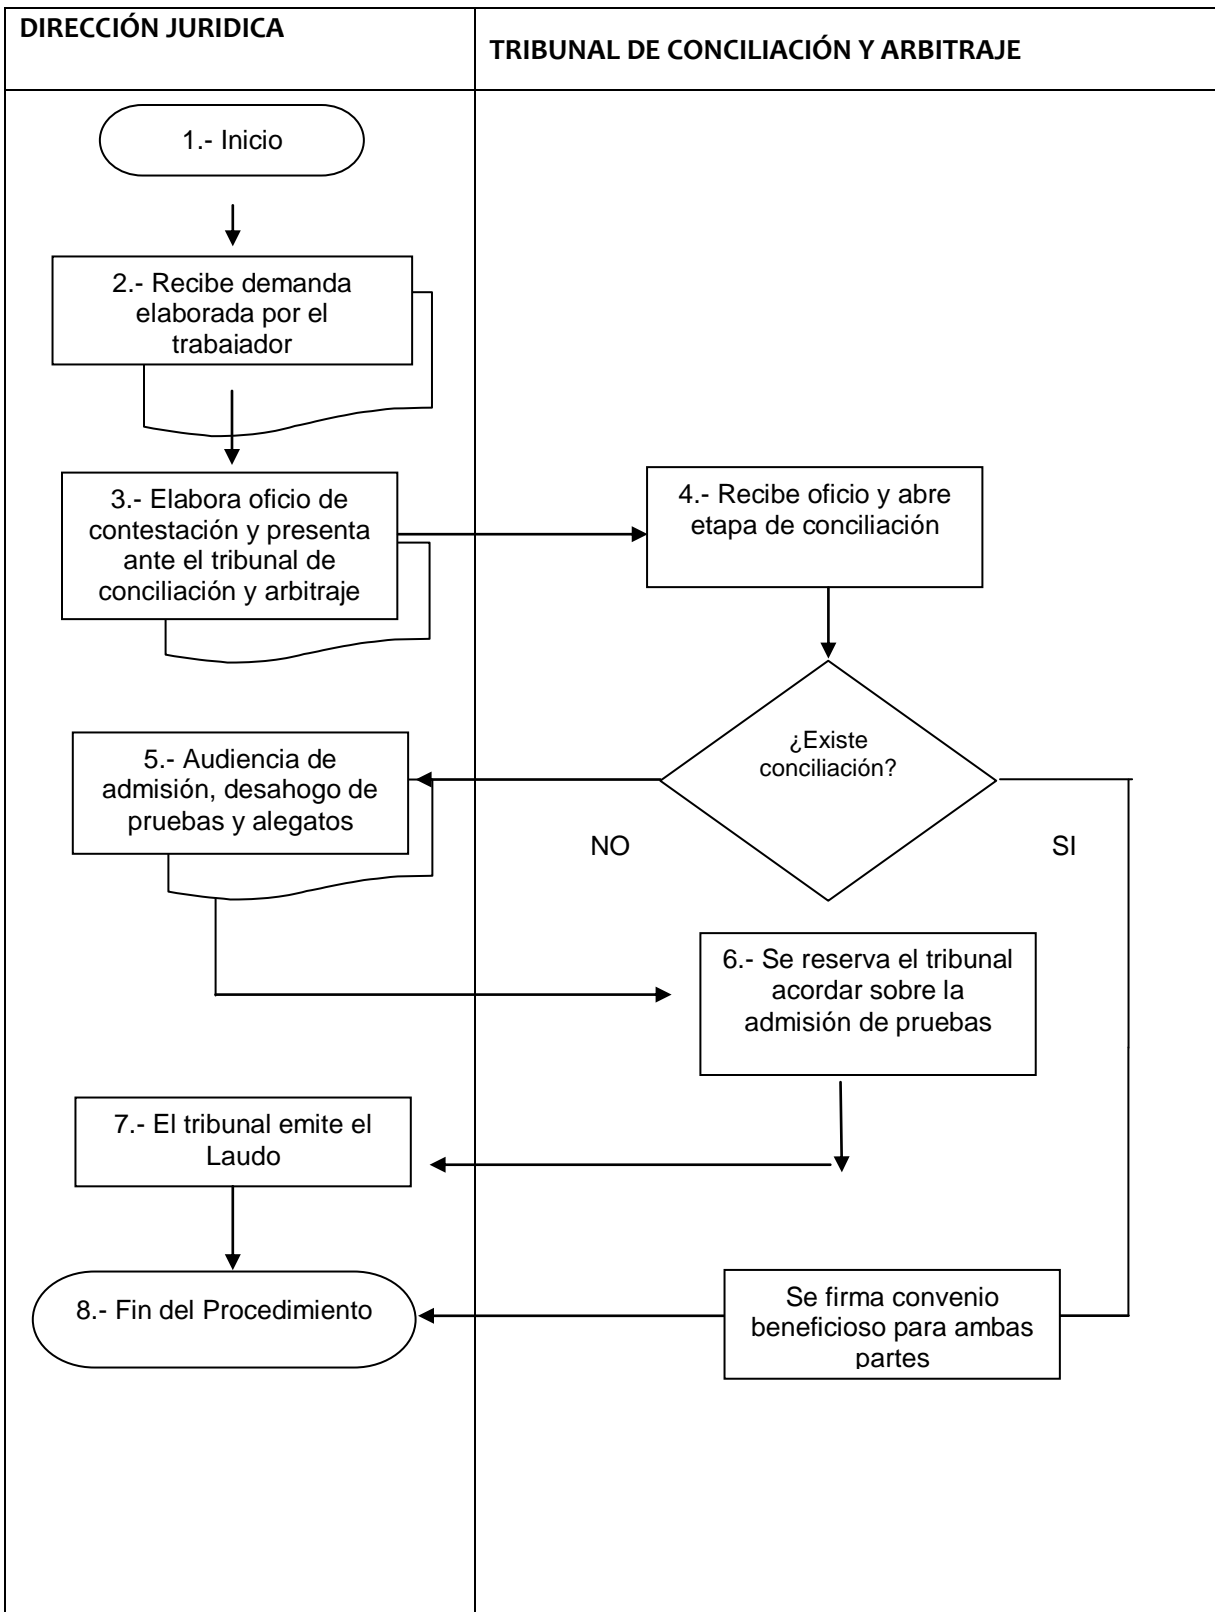 DIRECCIÓN JURIDICA
TRIBUNAL DE CONCILIACIÓN Y ARBITRAJE
1.- Inicio
2.- Recibe demanda
elaborada por el
trabajador
3.- Elabora oficio de
contestación y presenta
ante el tribunal de
conciliación y arbitraje
4.- Recibe oficio y abre
etapa de conciliación
¿Existe
conciliación?
NO
SI
5.- Audiencia de
admisión, desahogo de
pruebas y alegatos
6.- Se reserva el tribunal
acordar sobre la
admisión de pruebas
7.- El tribunal emite el
Laudo
8.- Fin del Procedimiento
Se firma convenio
beneficioso para ambas
partes